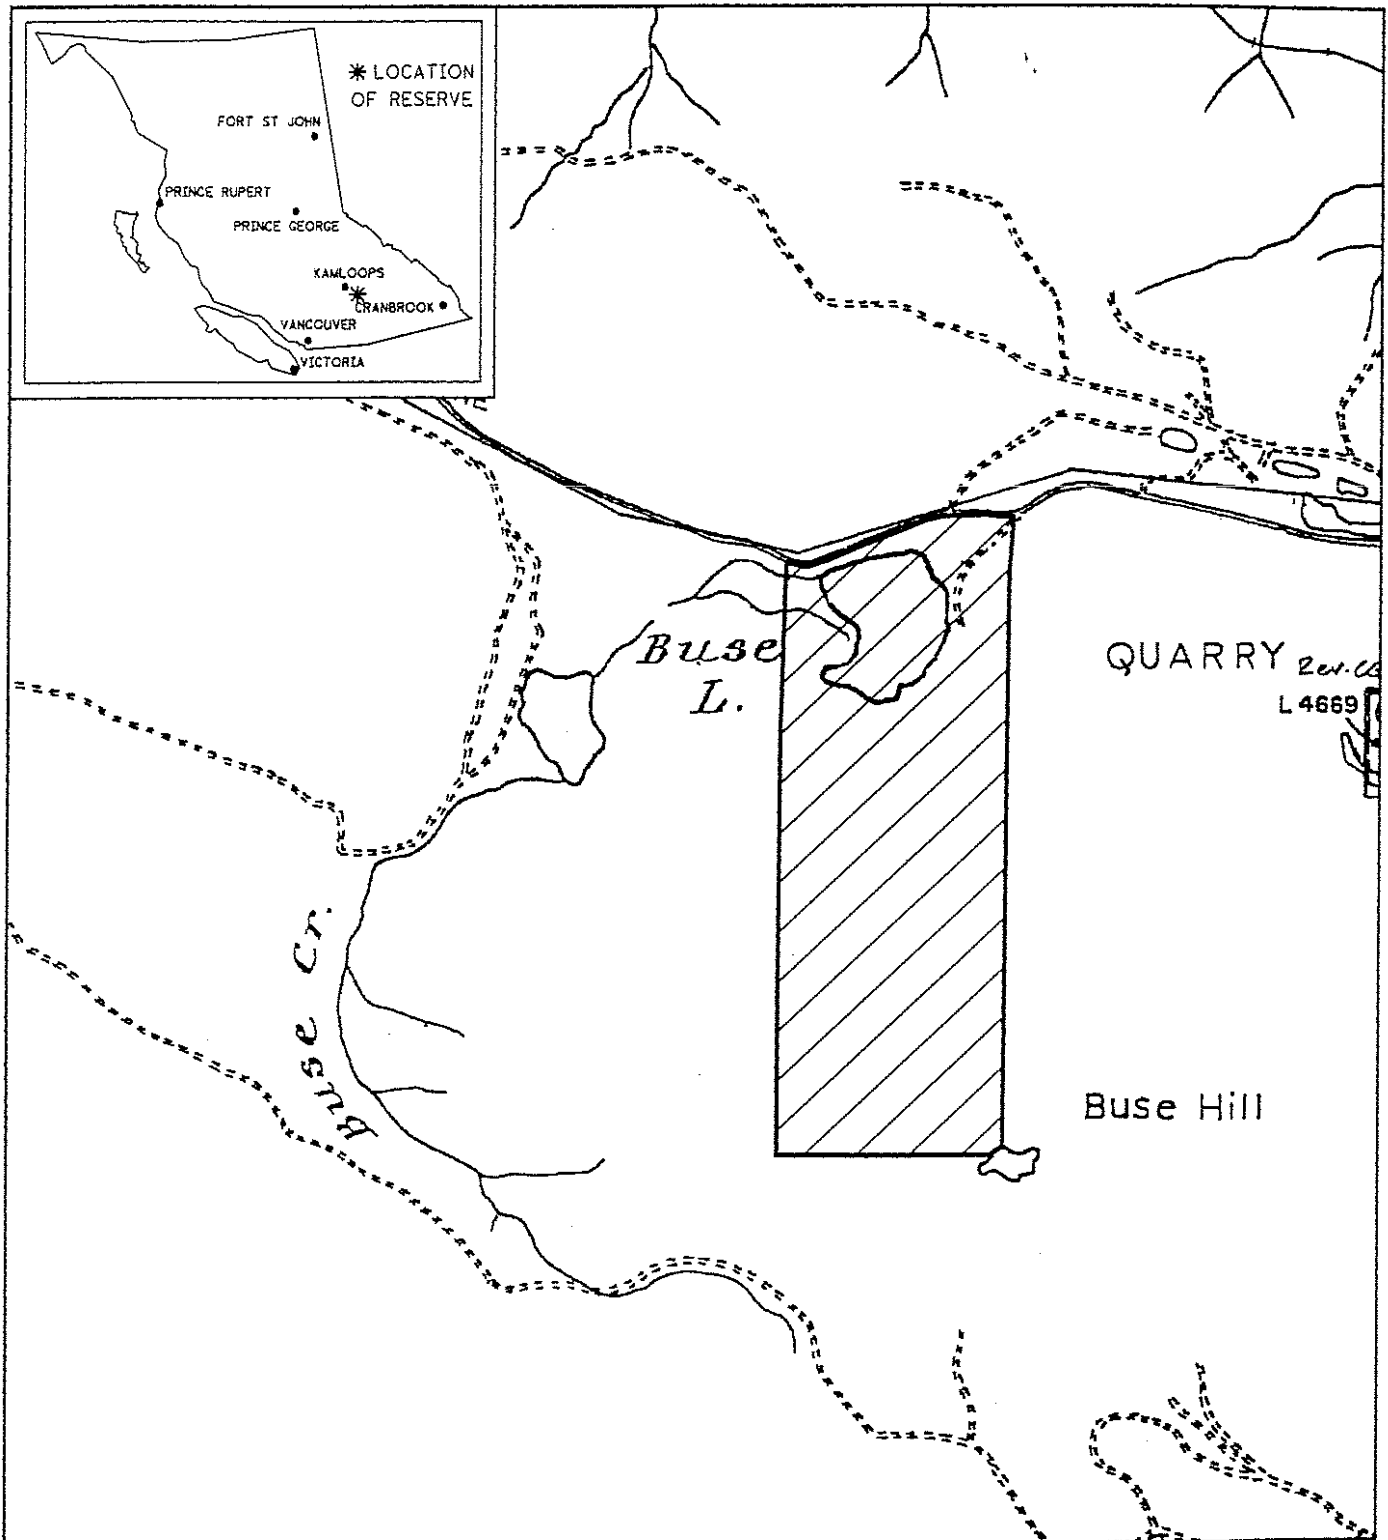 ✳ LOCATION
OF RESERVE
FORT ST JOHN
PRINCE RUPERT
PRINCE GEORGE
KAMLOOPS
CRANBROOK
VANCOUVER
VICTORIA
Buse
L.
QUARRY
L 4669
Buse Cr.
Buse Hill